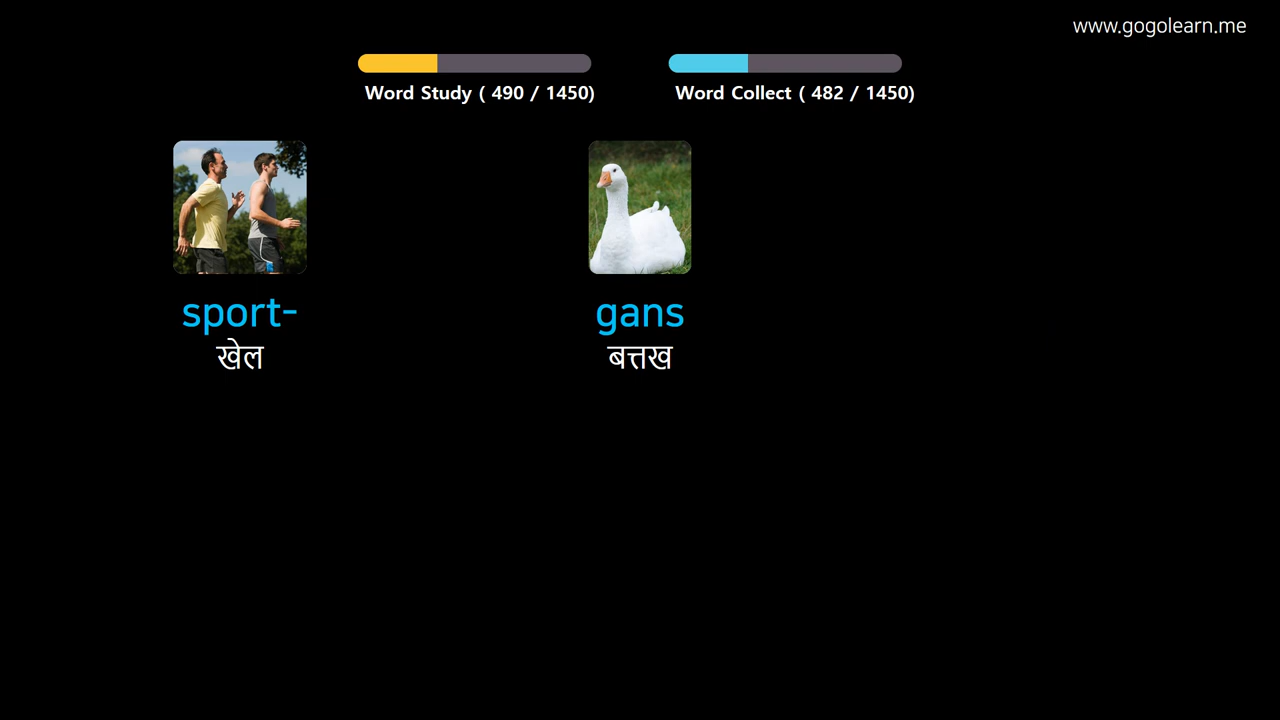 www.gogolearn.me
Word Study ( 490 / 1450)
Word Collect ( 482 / 1450)
sport-
खेल
gans
बत्तख